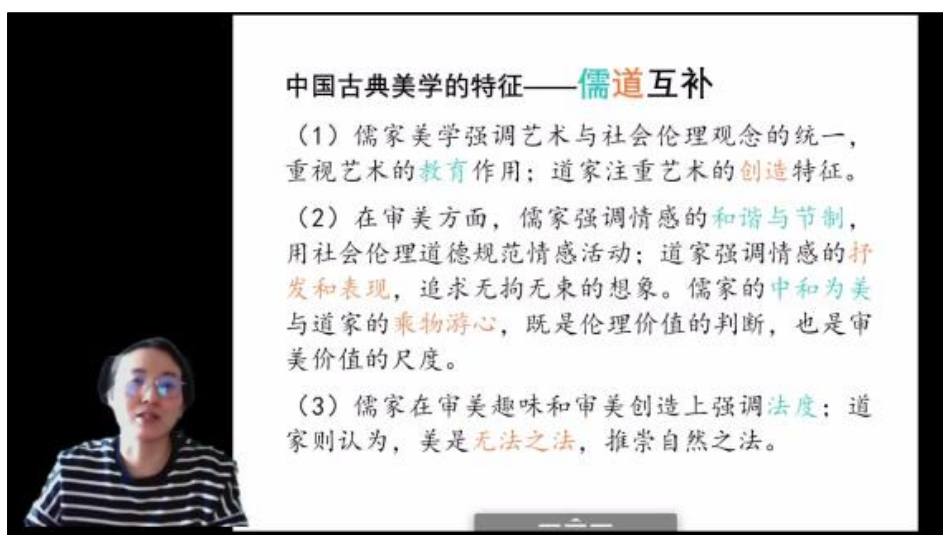 中国古典美学的特征——儒道互补
（1）儒家美学强调艺术与社会伦理观念的统一，
重视艺术的教育作用；道家注重艺术的创造特征。
（2）在审美方面，儒家强调情感的和谐与节制，
用社会伦理道德规范情感活动；道家强调情感的抒
发和表现，追求无拘无束的想象。儒家的中和为美
与道家的乘物游心，既是伦理价值的判断，也是审
美价值的尺度。
（3）儒家在审美趣味和审美创造上强调法度；道
家则认为，美是无法之法，推崇自然之法。